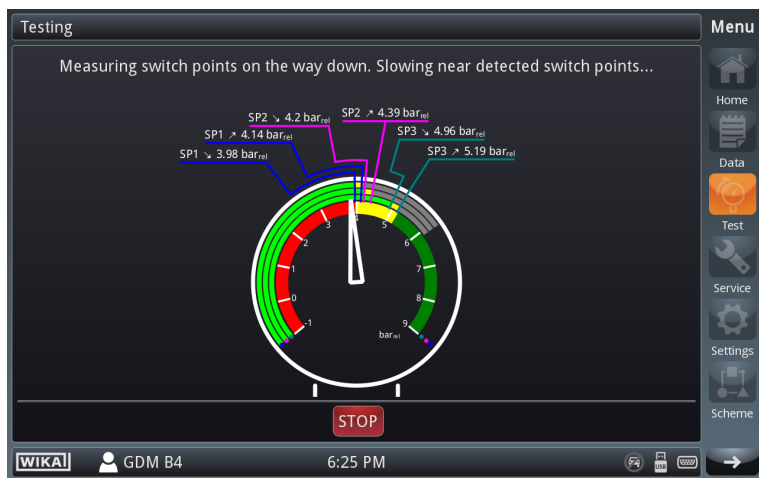 Testing
Menu
Measuring switch points on the way down. Slowing near detected switch points...
SP2 ↗ 4.39 barrel
SP2 ↘ 4.2 barrel
SP1 ↗ 4.14 barrel
SP3 ↘ 4.96 barrel
SP1 ↘ 3.98 barrel
SP3 ↗ 5.19 barrel
-1
0
1
2
3
4
5
6
7
8
9
barrel
STOP
Home
Data
Test
Service
Settings
Scheme
WIKAI
GDM B4
6:25 PM
USB